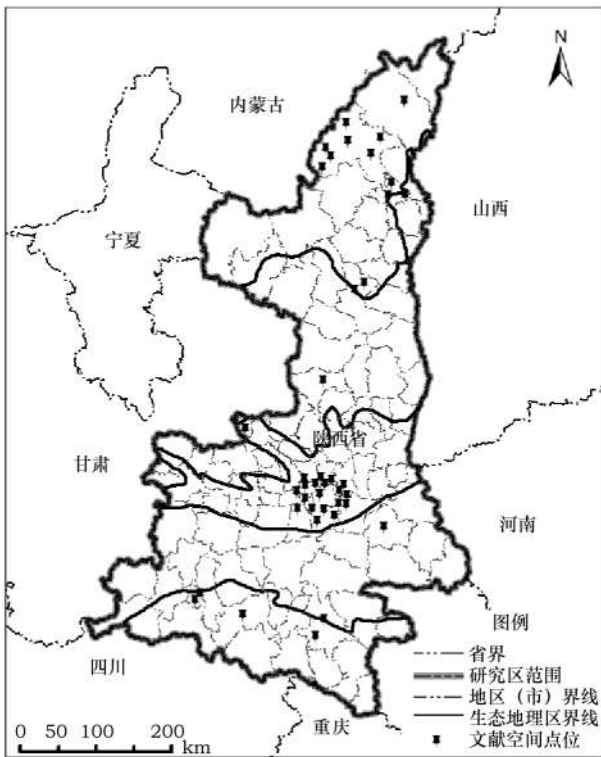 N
内蒙古
山西
宁夏
陕西省
甘肃
河南
四川
重庆
图例
省界
研究区范围
地区（市）界线
生态地理区界线
文献空间点位
0 50 100 200
km